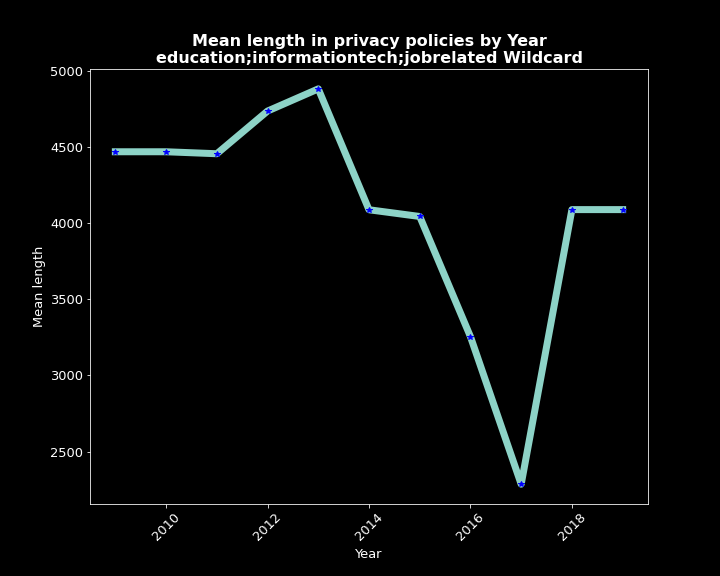 Mean length in privacy policies by Year
education;informationtech;jobrelated Wildcard
5000
4500
4000
3500
3000
2500
Mean length
2010
2012
2014
2016
2018
Year